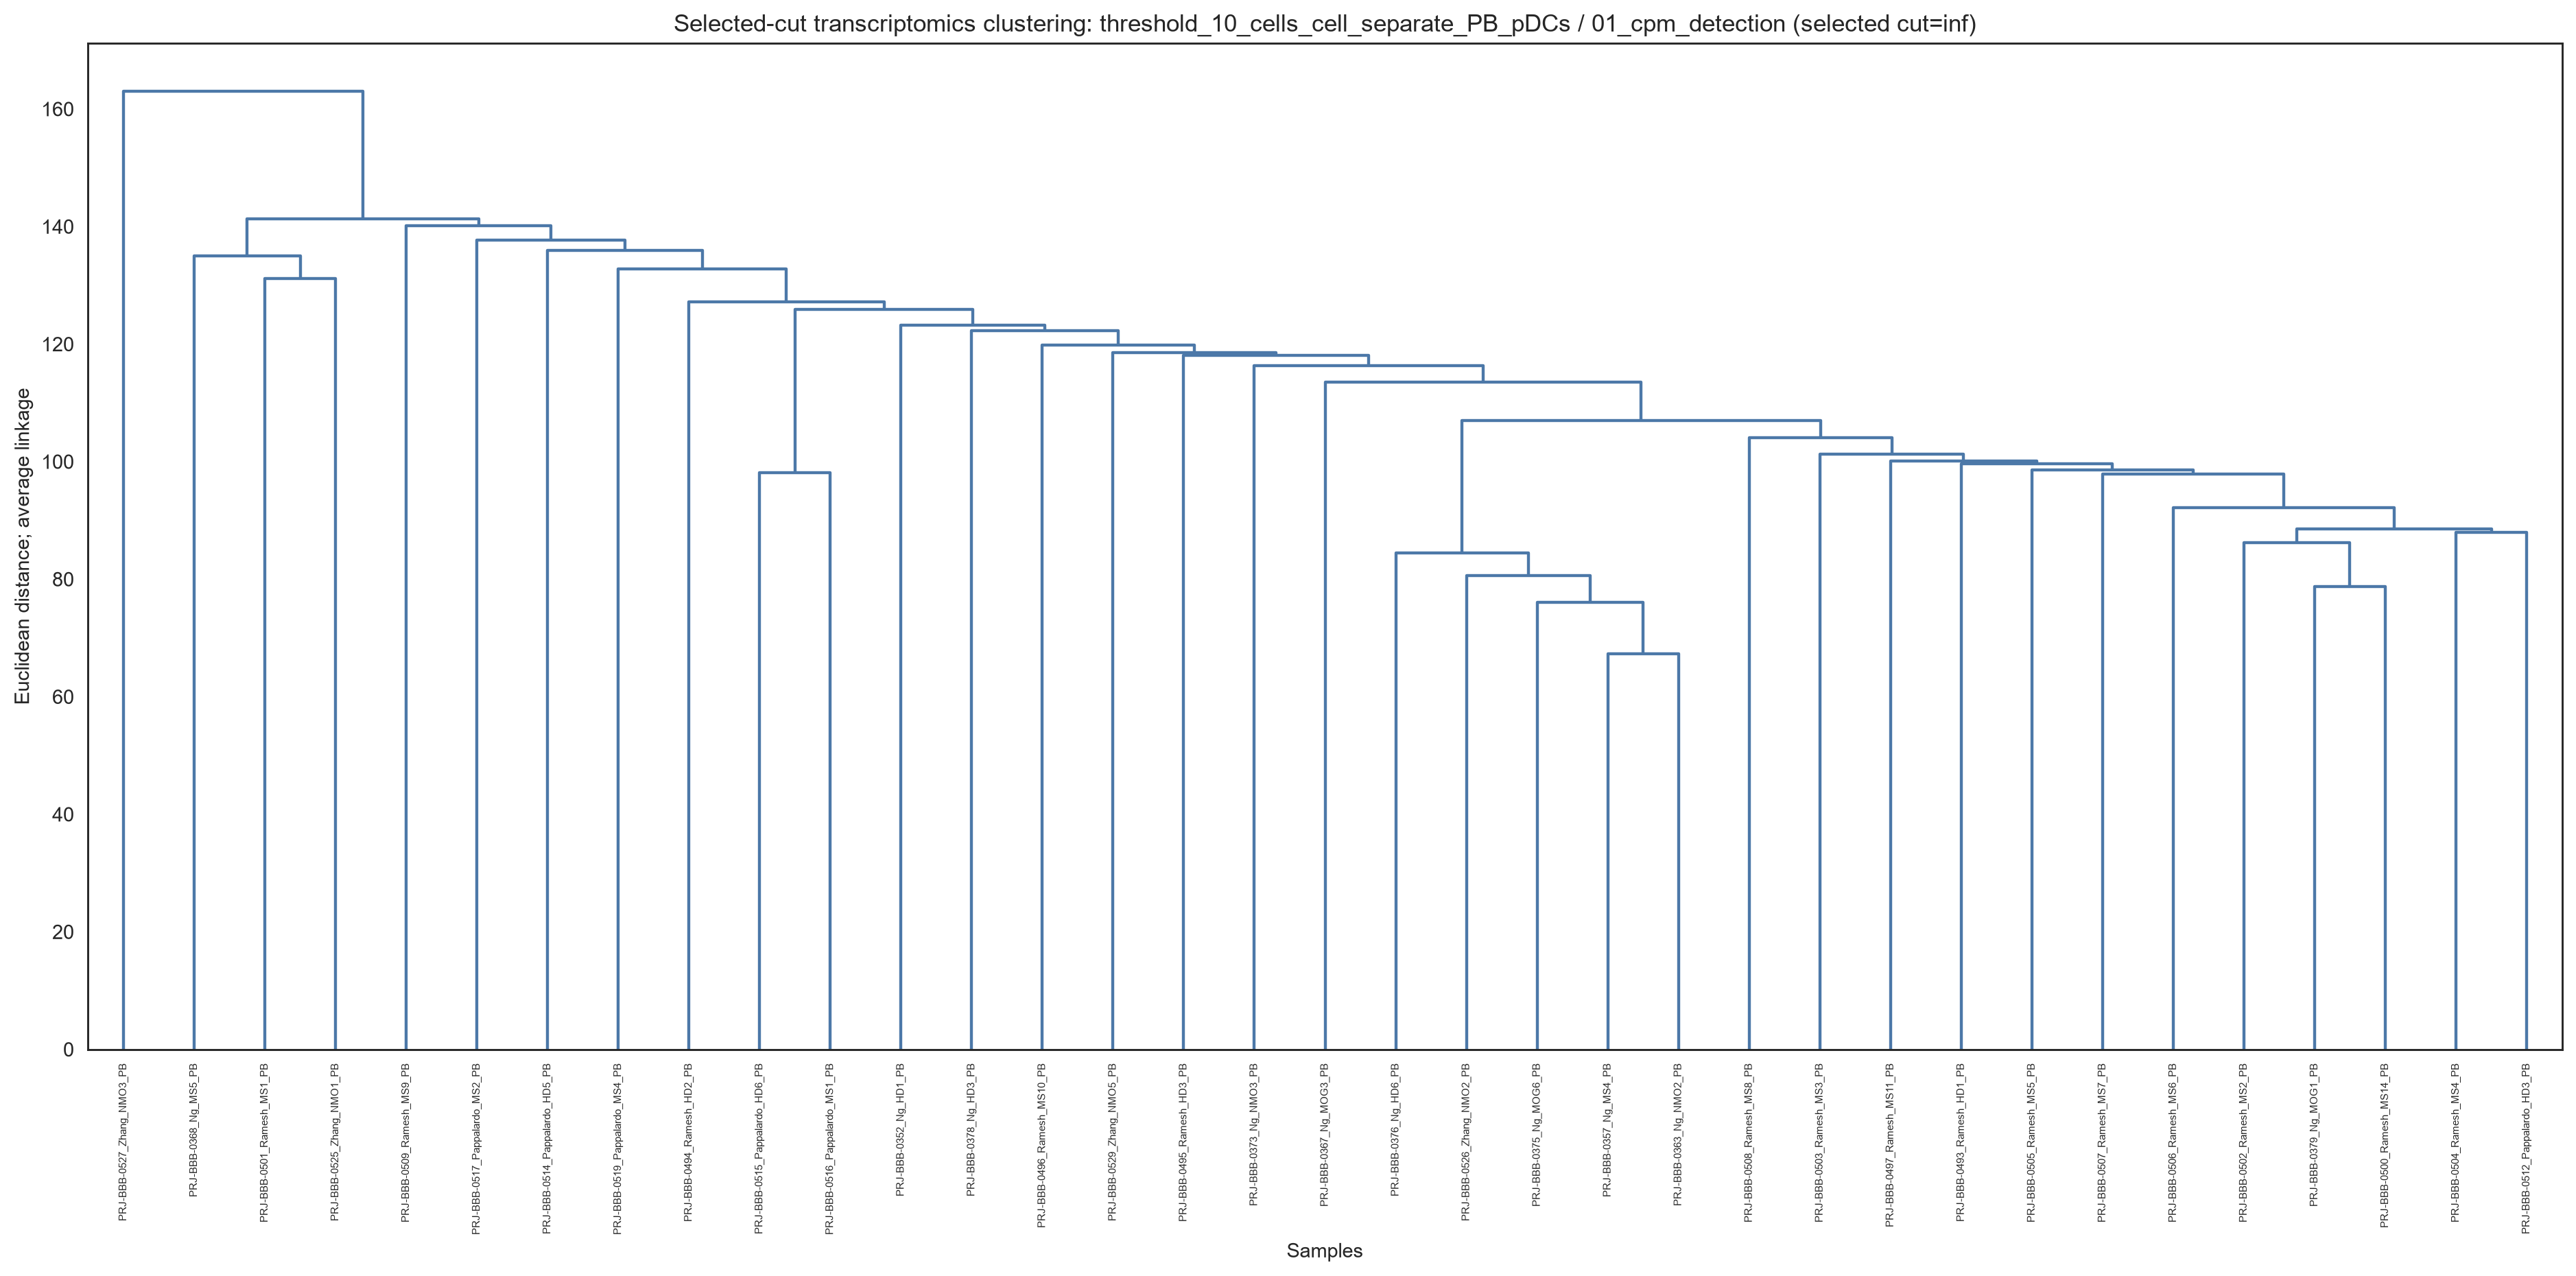 Selected-cut transcriptomics clustering: threshold_10_cells_cell_separate_PB_pDCs / 01_cpm_detection (selected cut=inf)
Euclidean distance; average linkage
160
140
120
100
80
60
40
20
0
PRJ-BBB-0527_Zhang_NMO3_PB
PRJ-BBB-0368_Ng_MS5_PB
PRJ-BBB-0501_Ramesh_MS1_PB
PRJ-BBB-0525_Zhang_NMO1_PB
PRJ-BBB-0509_Ramesh_MS9_PB
PRJ-BBB-0517_Pappalardo_MS2_PB
PRJ-BBB-0514_Pappalardo_HD5_PB
PRJ-BBB-0519_Pappalardo_MS4_PB
PRJ-BBB-0494_Ramesh_HD2_PB
PRJ-BBB-0515_Pappalardo_HD6_PB
PRJ-BBB-0516_Pappalardo_MS1_PB
PRJ-BBB-0352_Ng_HD1_PB
PRJ-BBB-0378_Ng_HD3_PB
PRJ-BBB-0496_Ramesh_MS10_PB
PRJ-BBB-0529_Zhang_NMO5_PB
PRJ-BBB-0495_Ramesh_HD3_PB
PRJ-BBB-0373_Ng_NMO3_PB
PRJ-BBB-0367_Ng_MOG3_PB
PRJ-BBB-0376_Ng_HD6_PB
PRJ-BBB-0526_Zhang_NMO2_PB
PRJ-BBB-0375_Ng_MOG6_PB
PRJ-BBB-0357_Ng_MS4_PB
PRJ-BBB-0363_Ng_NMO2_PB
PRJ-BBB-0508_Ramesh_MS8_PB
PRJ-BBB-0503_Ramesh_MS3_PB
PRJ-BBB-0497_Ramesh_MS11_PB
PRJ-BBB-0493_Ramesh_HD1_PB
PRJ-BBB-0505_Ramesh_MS5_PB
PRJ-BBB-0507_Ramesh_MS7_PB
PRJ-BBB-0506_Ramesh_MS6_PB
PRJ-BBB-0502_Ramesh_MS2_PB
PRJ-BBB-0379_Ng_MOG1_PB
PRJ-BBB-0500_Ramesh_MS14_PB
PRJ-BBB-0504_Ramesh_MS4_PB
PRJ-BBB-0512_Pappalardo_HD3_PB
Samples